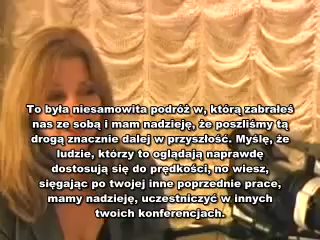 To była niesamowita podróż w, którą zabrałeś
nas ze sobą i mam nadzieję, że poszliśmy tą
drogą znacznie dalej w przyszłość. Myślę, że
ludzie, którzy to oglądają naprawdę
dostosują się do prędkości, no wiesz,
sięgając po twojej inne poprzednie prace,
mamy nadzieję, uczestniczyć w innych
twoich konferencjach.